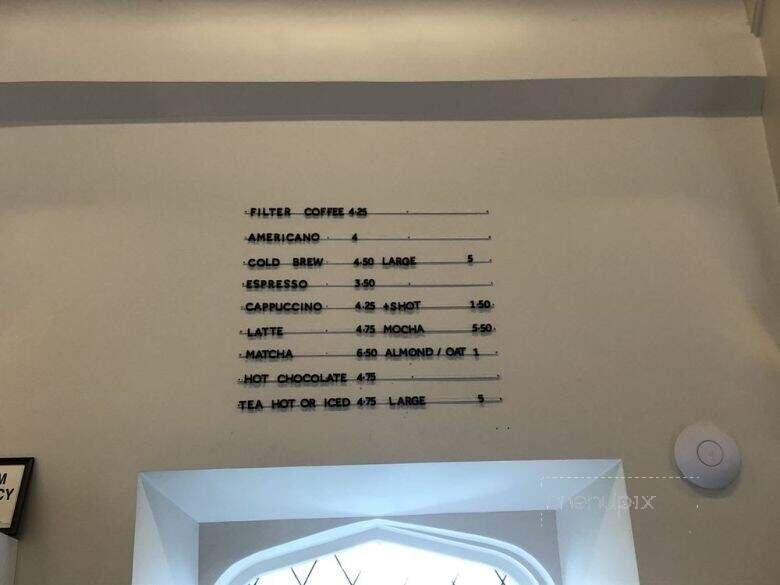 FILTER COFFEE 4.25
AMERICANO 4
COLD BREW 4.50 LARGE 5
ESPRESSO 3.50
CAPPUCCINO 4.25 +SHOT 1.50
LATTE 4.75 MOCHA 5.50
MATCHA 6.50 ALMOND / OAT 1
HOT CHOCOLATE 4.75
TEA HOT OR ICED 4.75 LARGE 5
M
CY
menupix